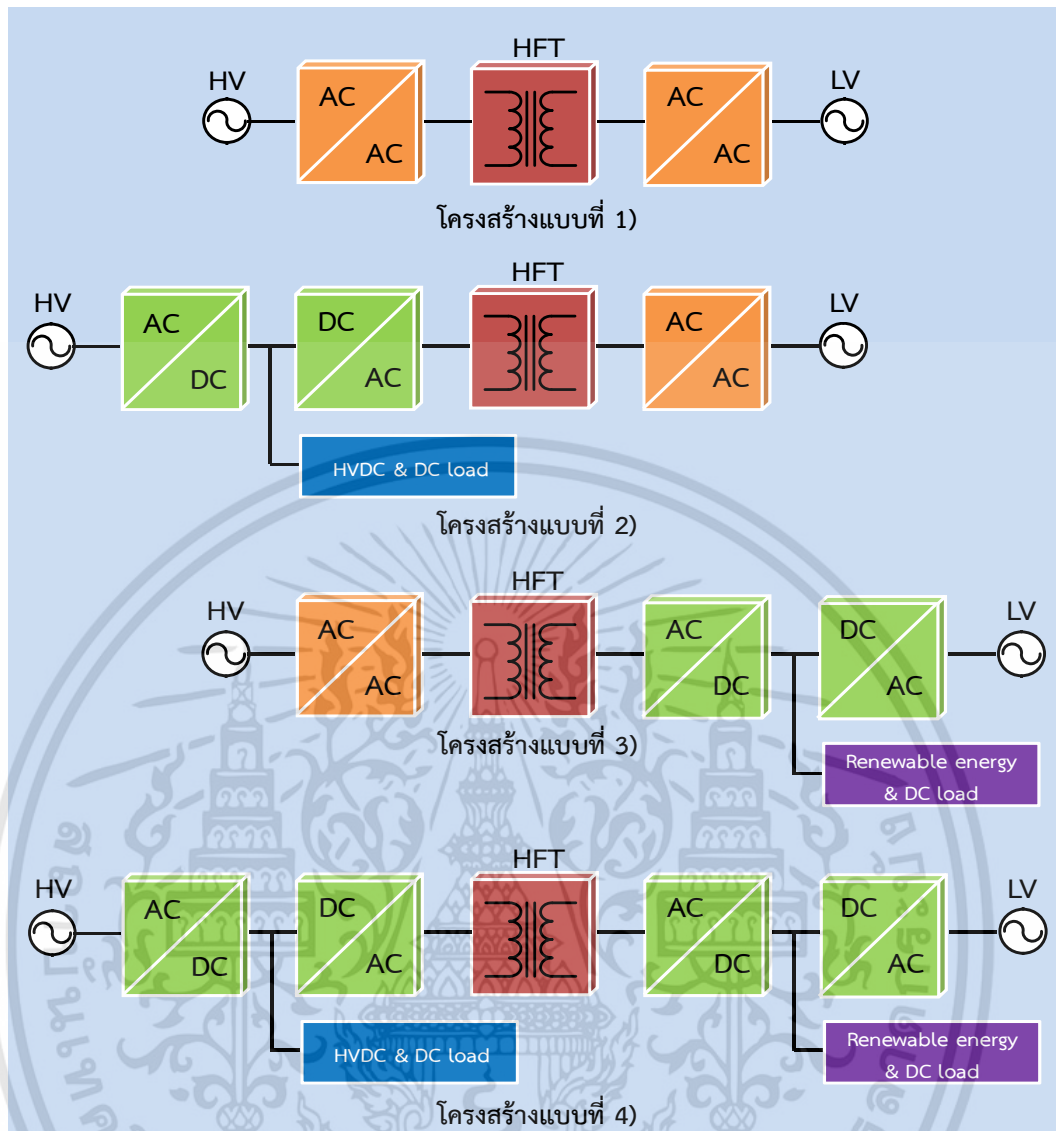 HFT
HV
LV
AC
AC
AC
AC
โครงสร้างแบบที่ 1)
HFT
HV
LV
AC
DC
DC
AC
AC
AC
HVDC & DC load
โครงสร้างแบบที่ 2)
HFT
HV
LV
AC
AC
AC
DC
DC
AC
โครงสร้างแบบที่ 3)
Renewable energy
& DC load
HFT
HV
LV
AC
DC
DC
AC
AC
DC
DC
AC
HVDC & DC load
Renewable energy
& DC load
โครงสร้างแบบที่ 4)